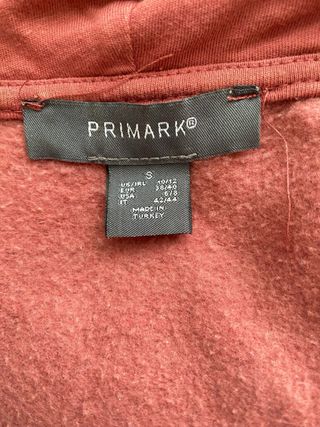 PRIMARK®
S
UK/IRL 10/12
EUR 38/40
USA 6/8
IT 42/44
MADE IN
TURKEY